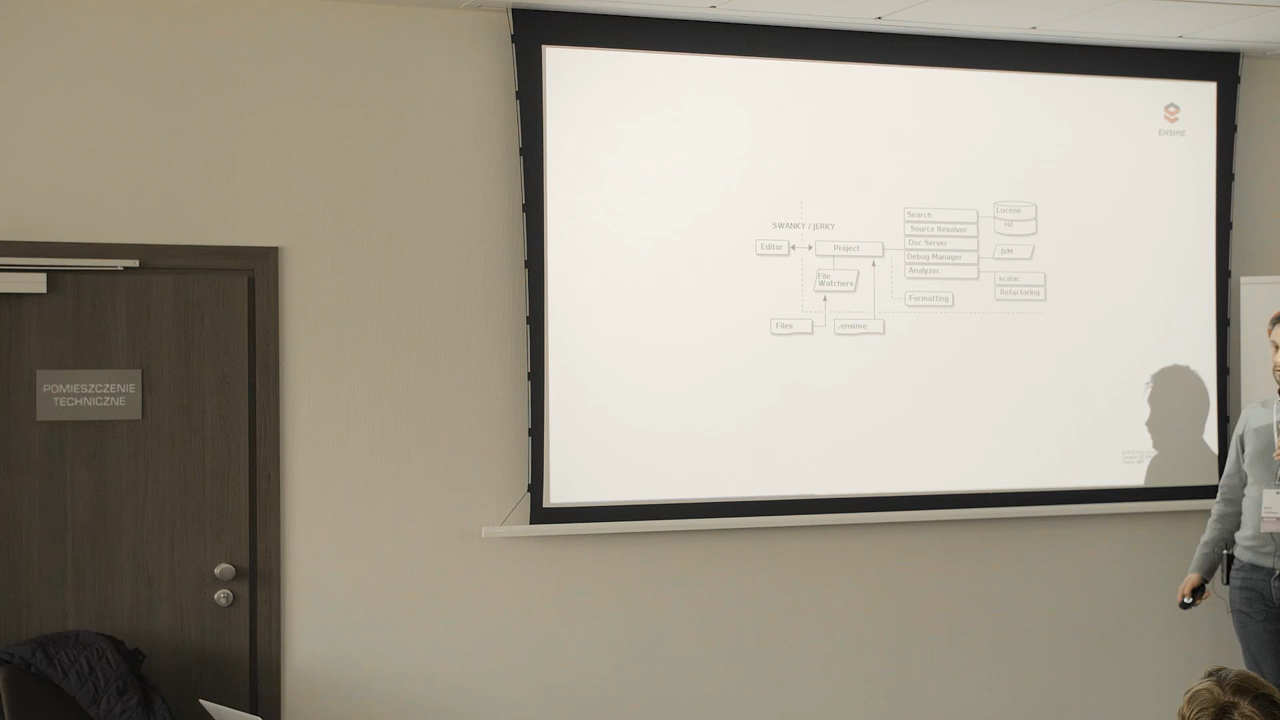 POMIESZCZENIE
TECHNICZNE
ENSIME
SWANKY / JERKY
Editor
Project
File
Watchers
Files
.ensime
Search
Source Resolver
Doc Server
Debug Manager
Analyzer
Formatting
Lucene
H2
JVM
scalac
Refactoring